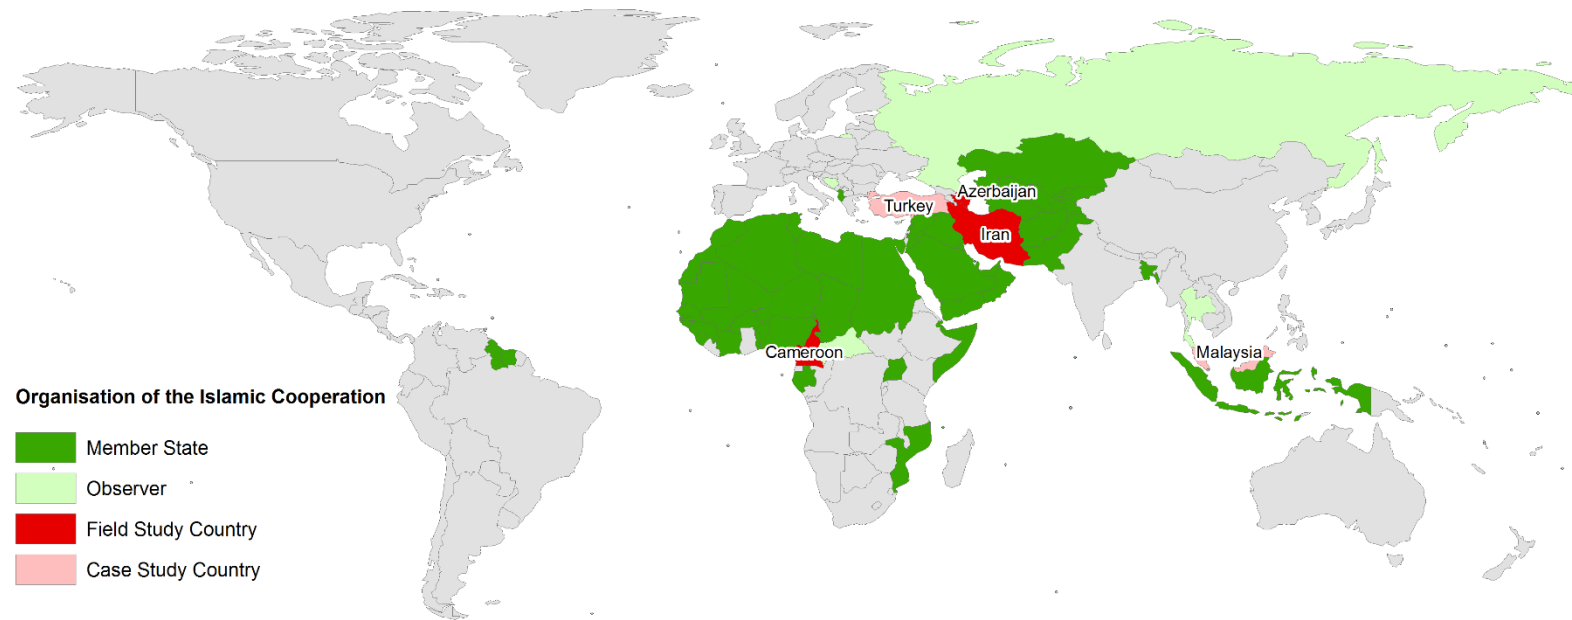 Azerbaijan
Turkey
Iran
Cameroon
Malaysia
Organisation of the Islamic Cooperation
Member State
Observer
Field Study Country
Case Study Country